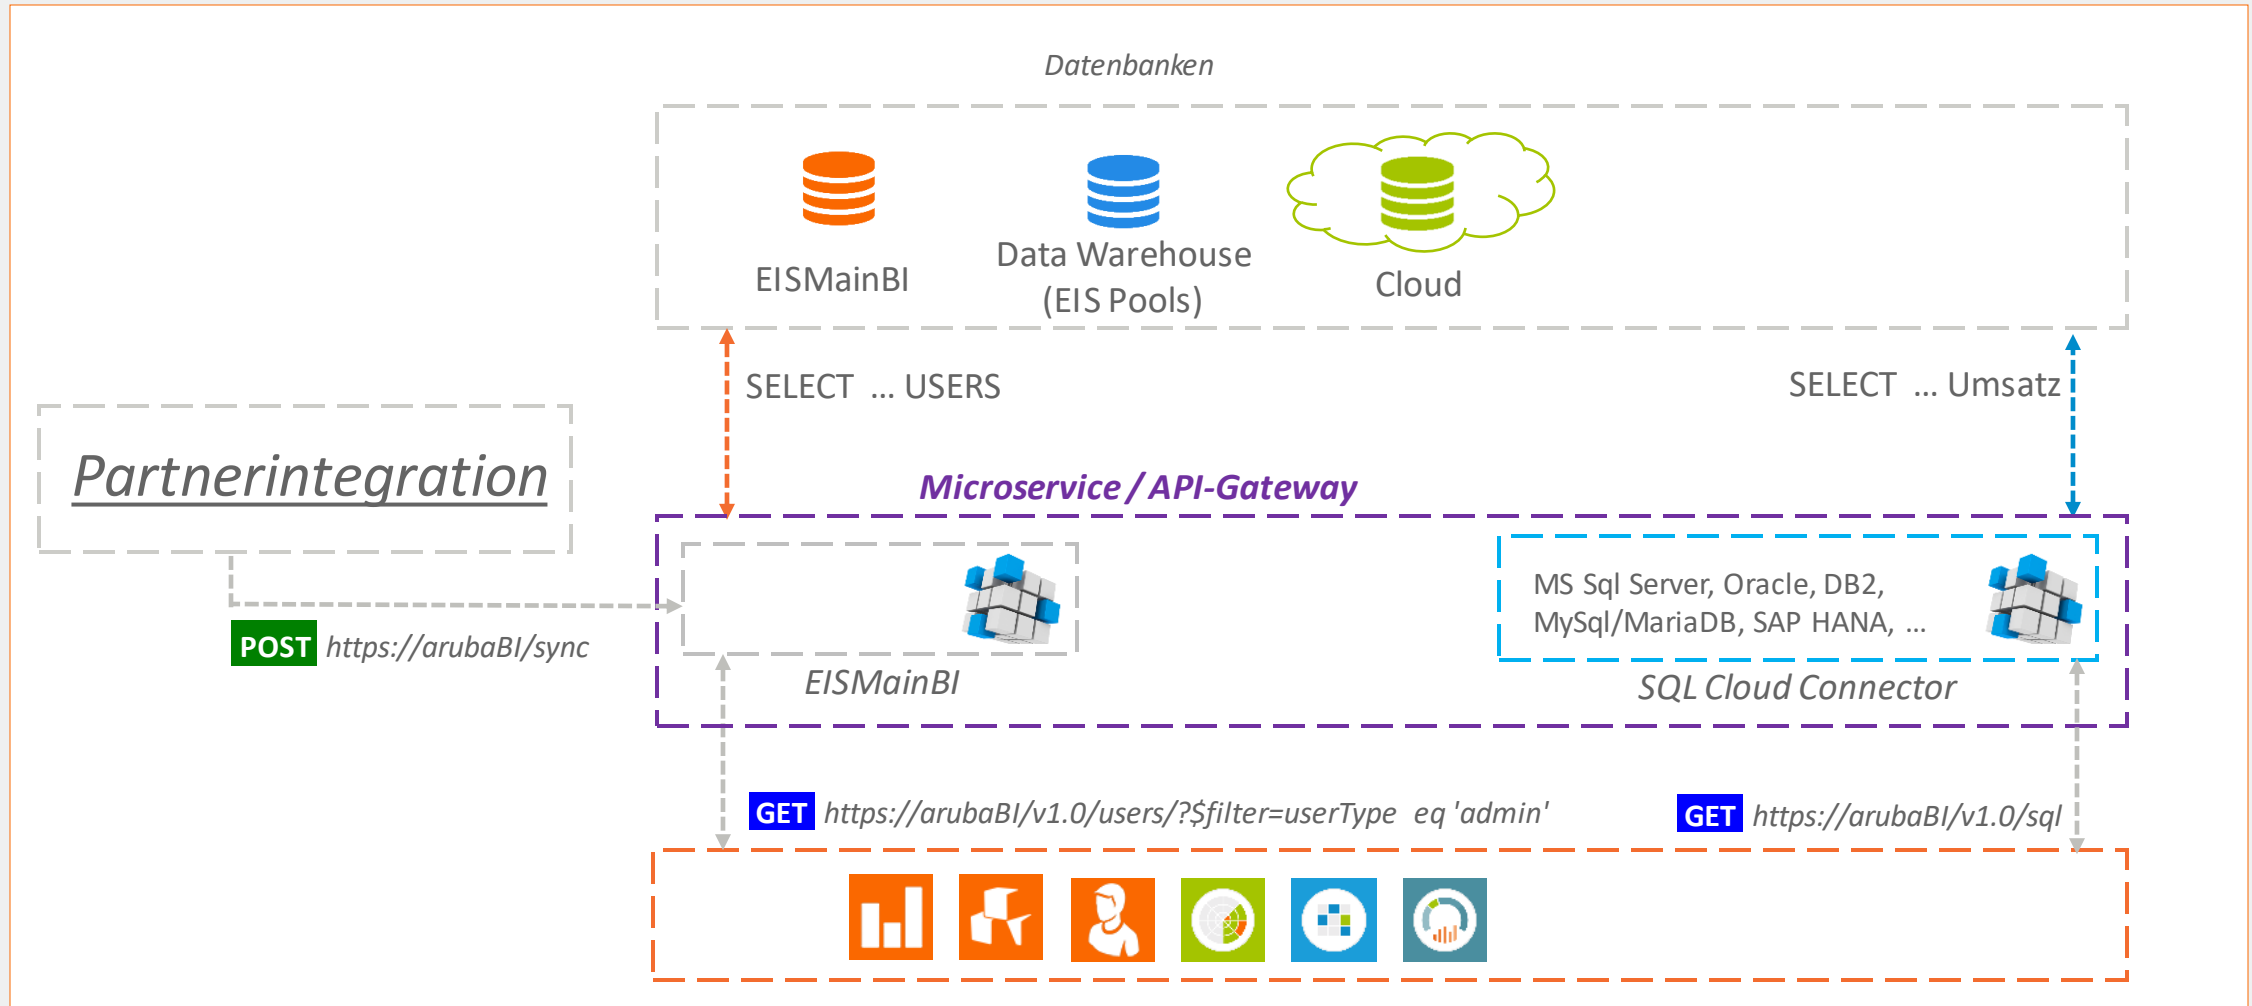 Datenbanken
EISMainBI
Data Warehouse
(EIS Pools)
Cloud
SELECT ... USERS
SELECT ... Umsatz
Partnerintegration
Microservice / API-Gateway
MS Sql Server, Oracle, DB2,
MySql/MariaDB, SAP HANA, ...
POST https://arubaBI/sync
EISMainBI
SQL Cloud Connector
GET https://arubaBI/v1.0/users/?$filter=userType eq 'admin'
GET https://arubaBI/v1.0/sql